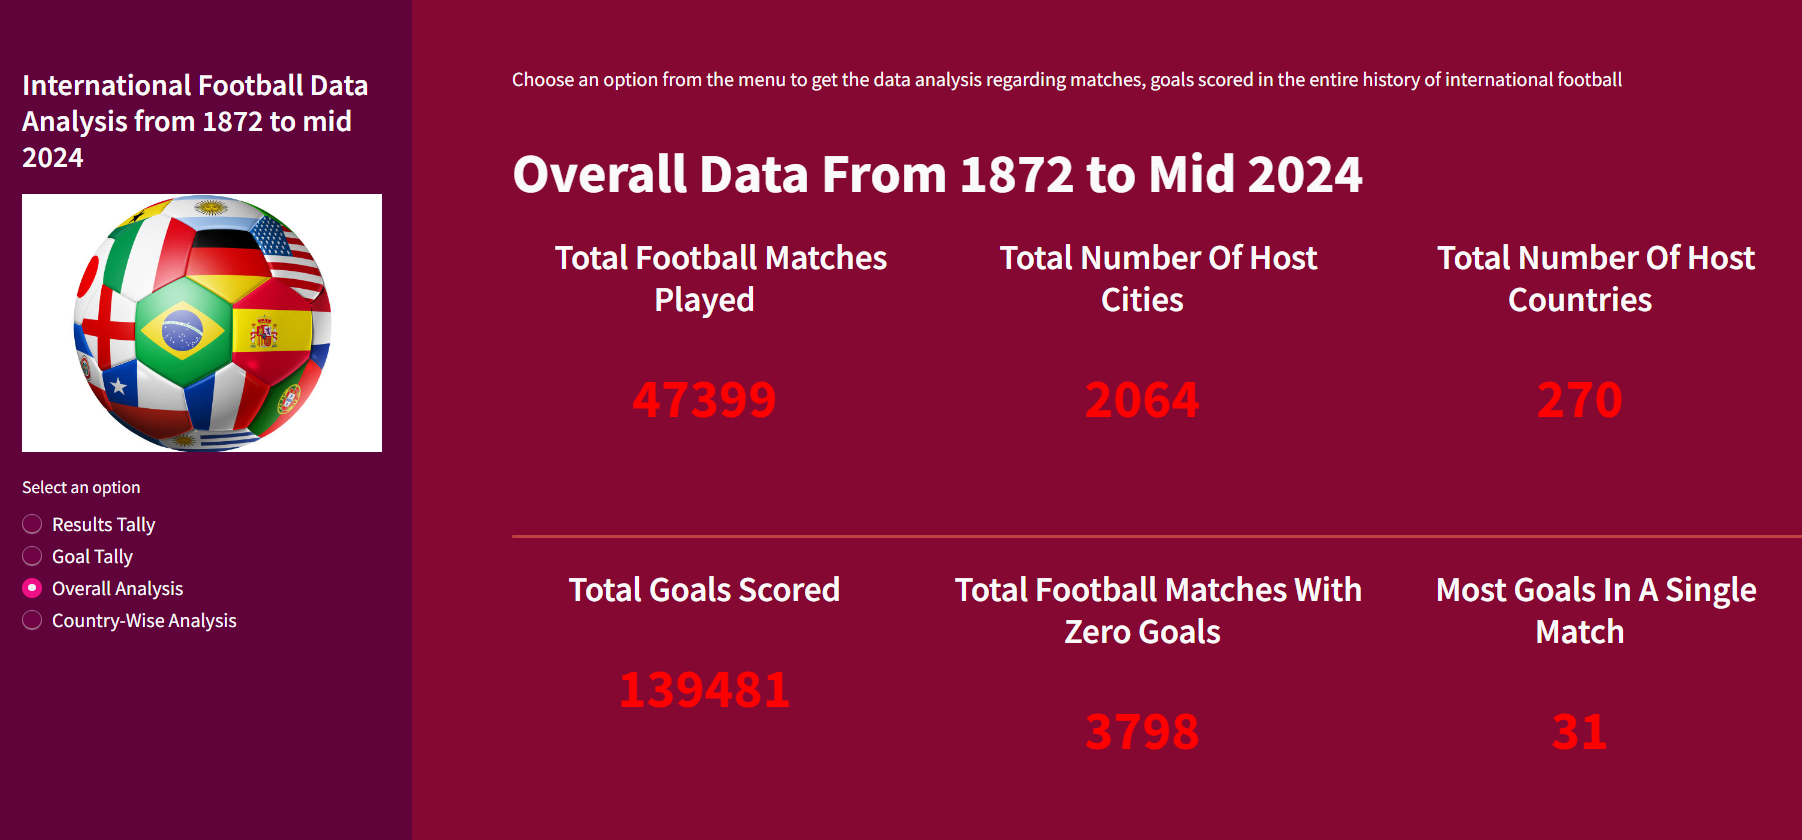 International Football Data
Analysis from 1872 to mid
2024
Select an option
Results Tally
Goal Tally
Overall Analysis
Country-Wise Analysis
Choose an option from the menu to get the data analysis regarding matches, goals scored in the entire history of international football
Overall Data From 1872 to Mid 2024
Total Football Matches
Played
47399
Total Number Of Host
Cities
2064
Total Number Of Host
Countries
270
Total Goals Scored
139481
Total Football Matches With
Zero Goals
3798
Most Goals In A Single
Match
31